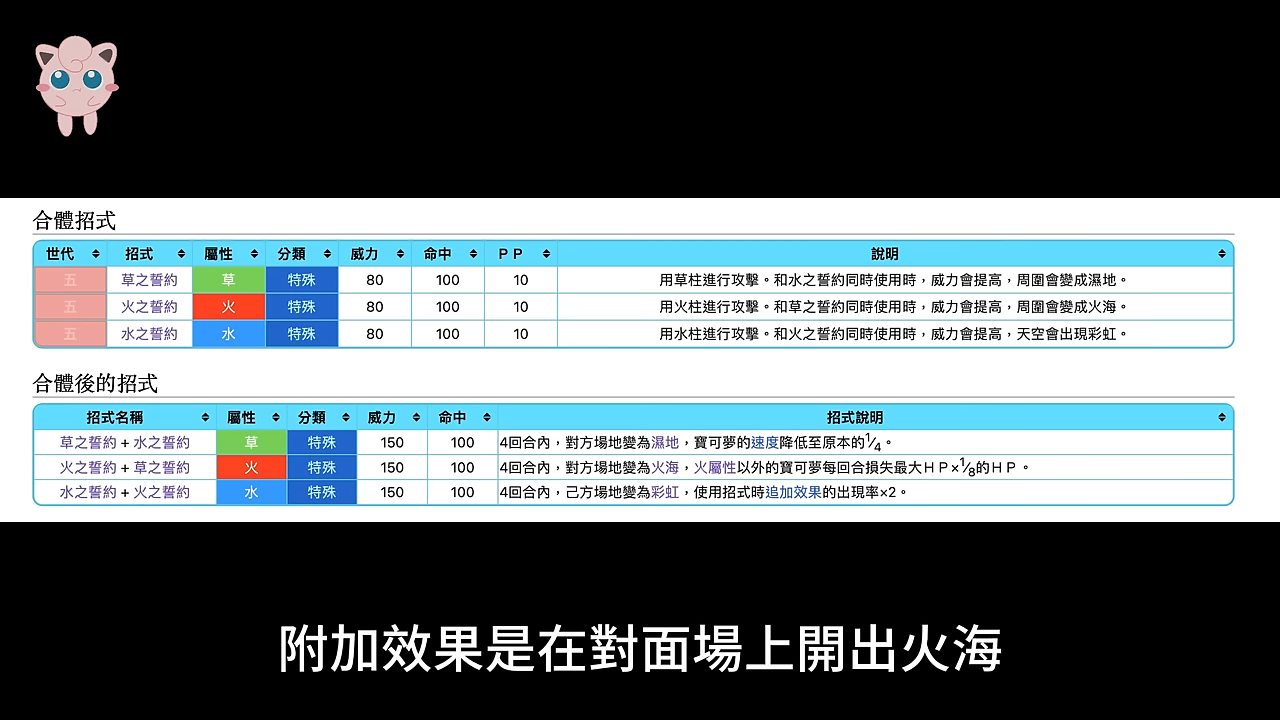 合體招式
世代 招式 屬性 分類 威力 命中 ＰＰ 說明
五 草之誓約 草 特殊 80 100 10 用草柱進行攻擊。和水之誓約同時使用時，威力會提高，周圍會變成濕地。
五 火之誓約 火 特殊 80 100 10 用火柱進行攻擊。和草之誓約同時使用時，威力會提高，周圍會變成火海。
五 水之誓約 水 特殊 80 100 10 用水柱進行攻擊。和火之誓約同時使用時，威力會提高，天空會出現彩虹。
合體後的招式
招式名稱 屬性 分類 威力 命中 招式說明
草之誓約 + 水之誓約 草 特殊 150 100 4回合內，對方場地變為濕地，寶可夢的速度降低至原本的1⁄4。
火之誓約 + 草之誓約 火 特殊 150 100 4回合內，對方場地變為火海，火屬性以外的寶可夢每回合損失最大ＨＰ×1⁄8的ＨＰ。
水之誓約 + 火之誓約 水 特殊 150 100 4回合內，己方場地變為彩虹，使用招式時追加效果的出現率×2。
附加效果是在對面場上開出火海